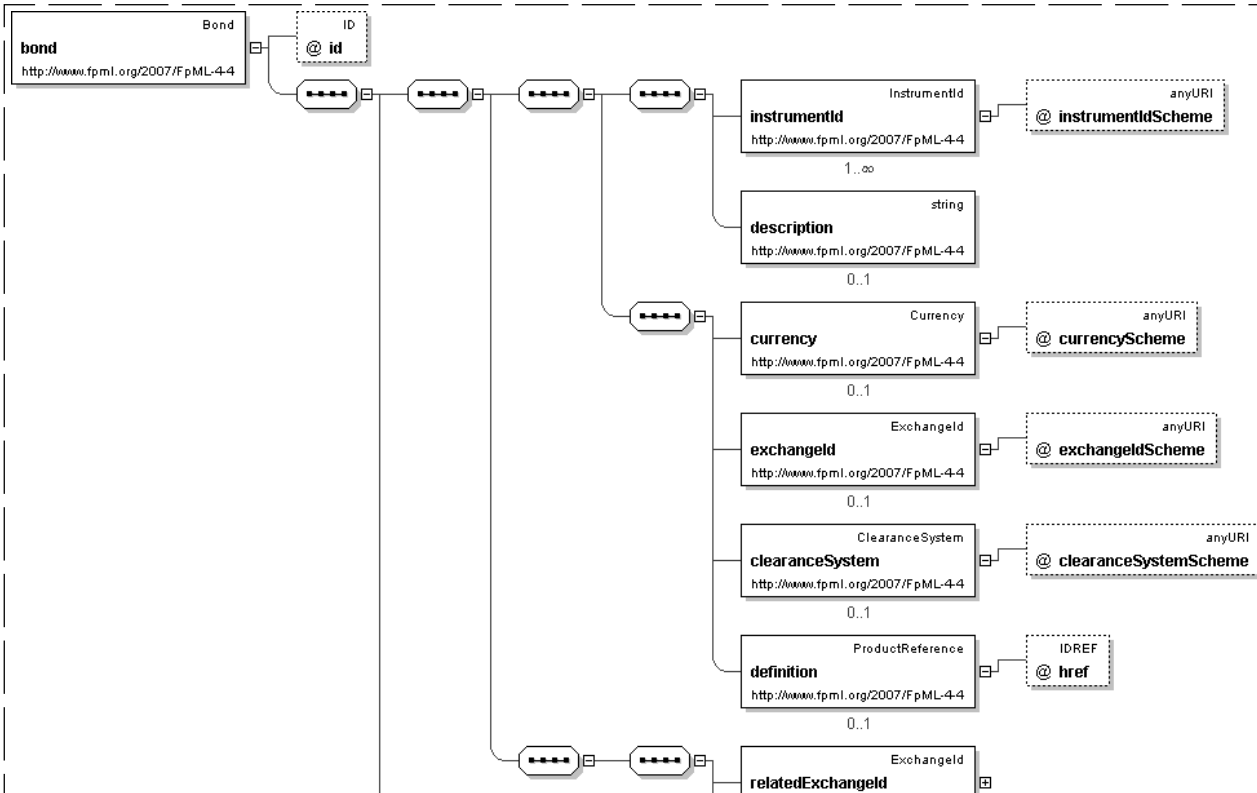 Bond
bond
http://www.fpml.org/2007/FpML-4-4
ID
@ id
InstrumentId
instrumentId
http://www.fpml.org/2007/FpML-4-4
1..∞
anyURI
@ instrumentIdScheme
string
description
http://www.fpml.org/2007/FpML-4-4
0..1
Currency
currency
http://www.fpml.org/2007/FpML-4-4
0..1
anyURI
@ currencyScheme
ExchangeId
exchangeId
http://www.fpml.org/2007/FpML-4-4
0..1
anyURI
@ exchangeIdScheme
ClearanceSystem
clearanceSystem
http://www.fpml.org/2007/FpML-4-4
0..1
anyURI
@ clearanceSystemScheme
ProductReference
definition
http://www.fpml.org/2007/FpML-4-4
0..1
IDREF
@ href
ExchangeId
relatedExchangeId